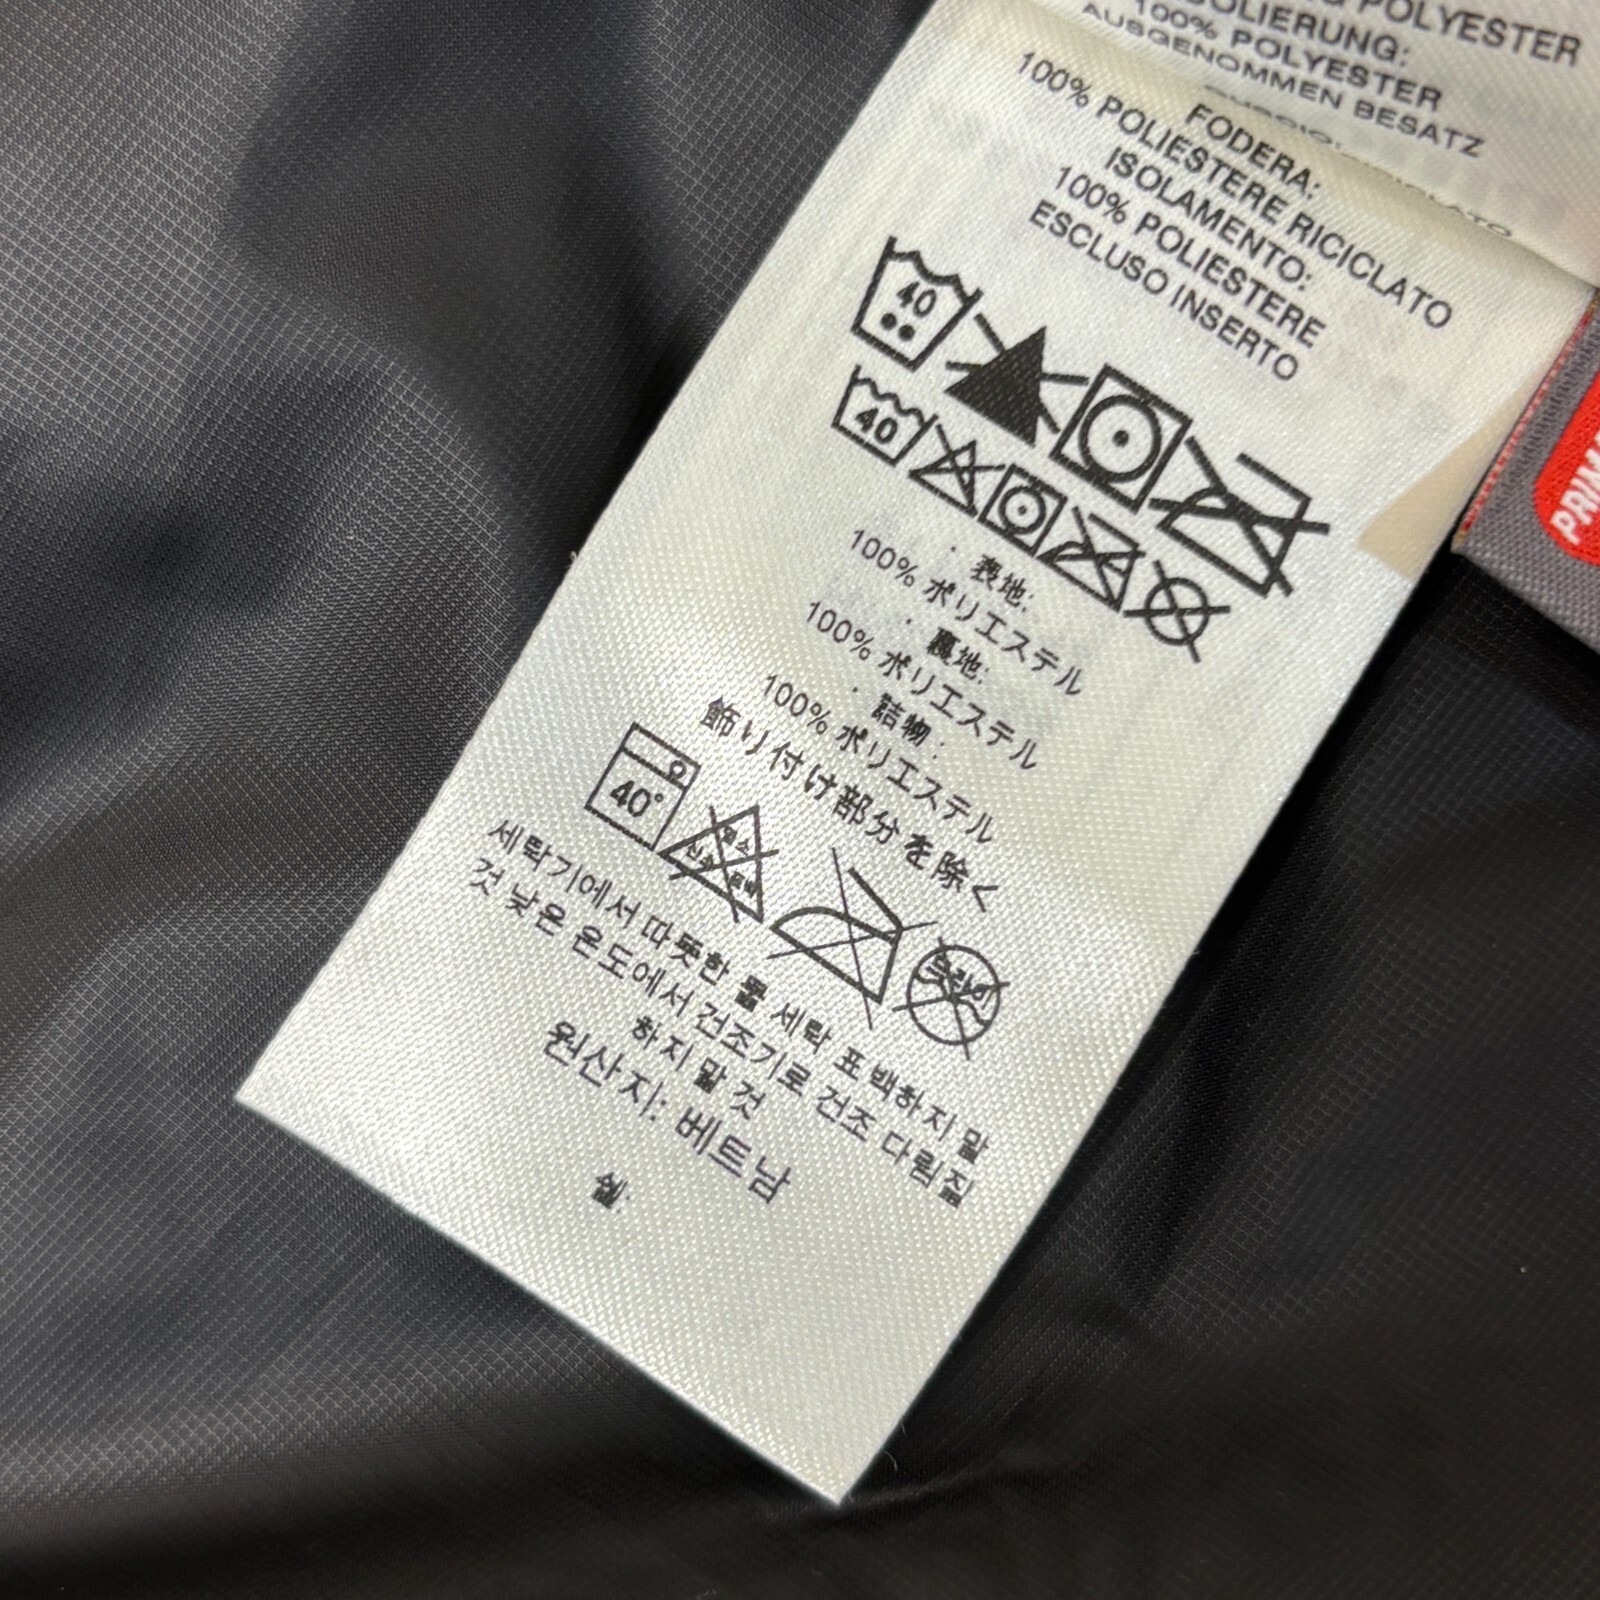 POLYESTER
ISOLIERUNG:
100% POLYESTER
AUSGENOMMEN BESATZ
FODERA:
100% POLIESTERE RICICLATO
ISOLAMENTO:
100% POLIESTERE
ESCLUSO INSERTO
40
40
・表地:
100% ポリエステル
・裏地:
100% ポリエステル
・詰物:
100% ポリエステル
飾り付け部分を除く
40°
세탁기에서 따뜻한 물 세탁 표백하지 말
것 낮은 온도에서 건조기로 건조 다림질
하지 말 것
원산지: 베트남
쉘: